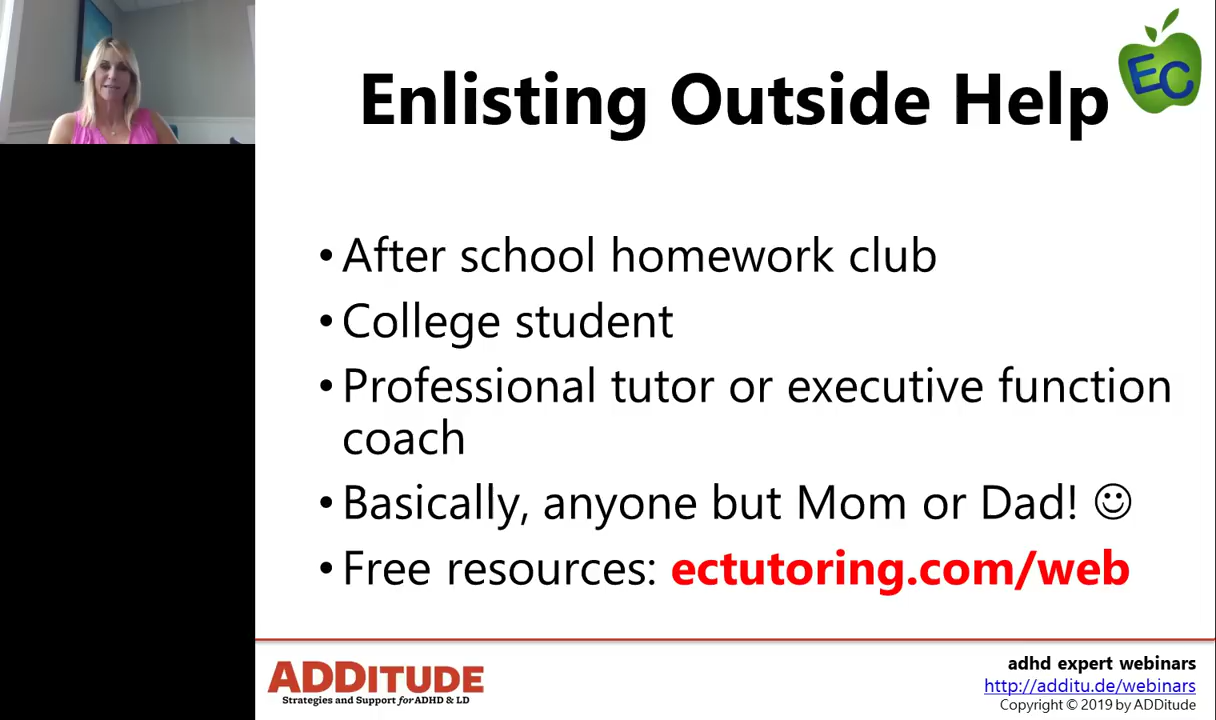 Enlisting Outside Help
EC
• After school homework club
• College student
• Professional tutor or executive function
coach
• Basically, anyone but Mom or Dad! ☺
• Free resources: ectutoring.com/web
ADDITUDE
Strategies and Support for ADHD & LD
adhd expert webinars
http://additu.de/webinars
Copyright © 2019 by ADDitude